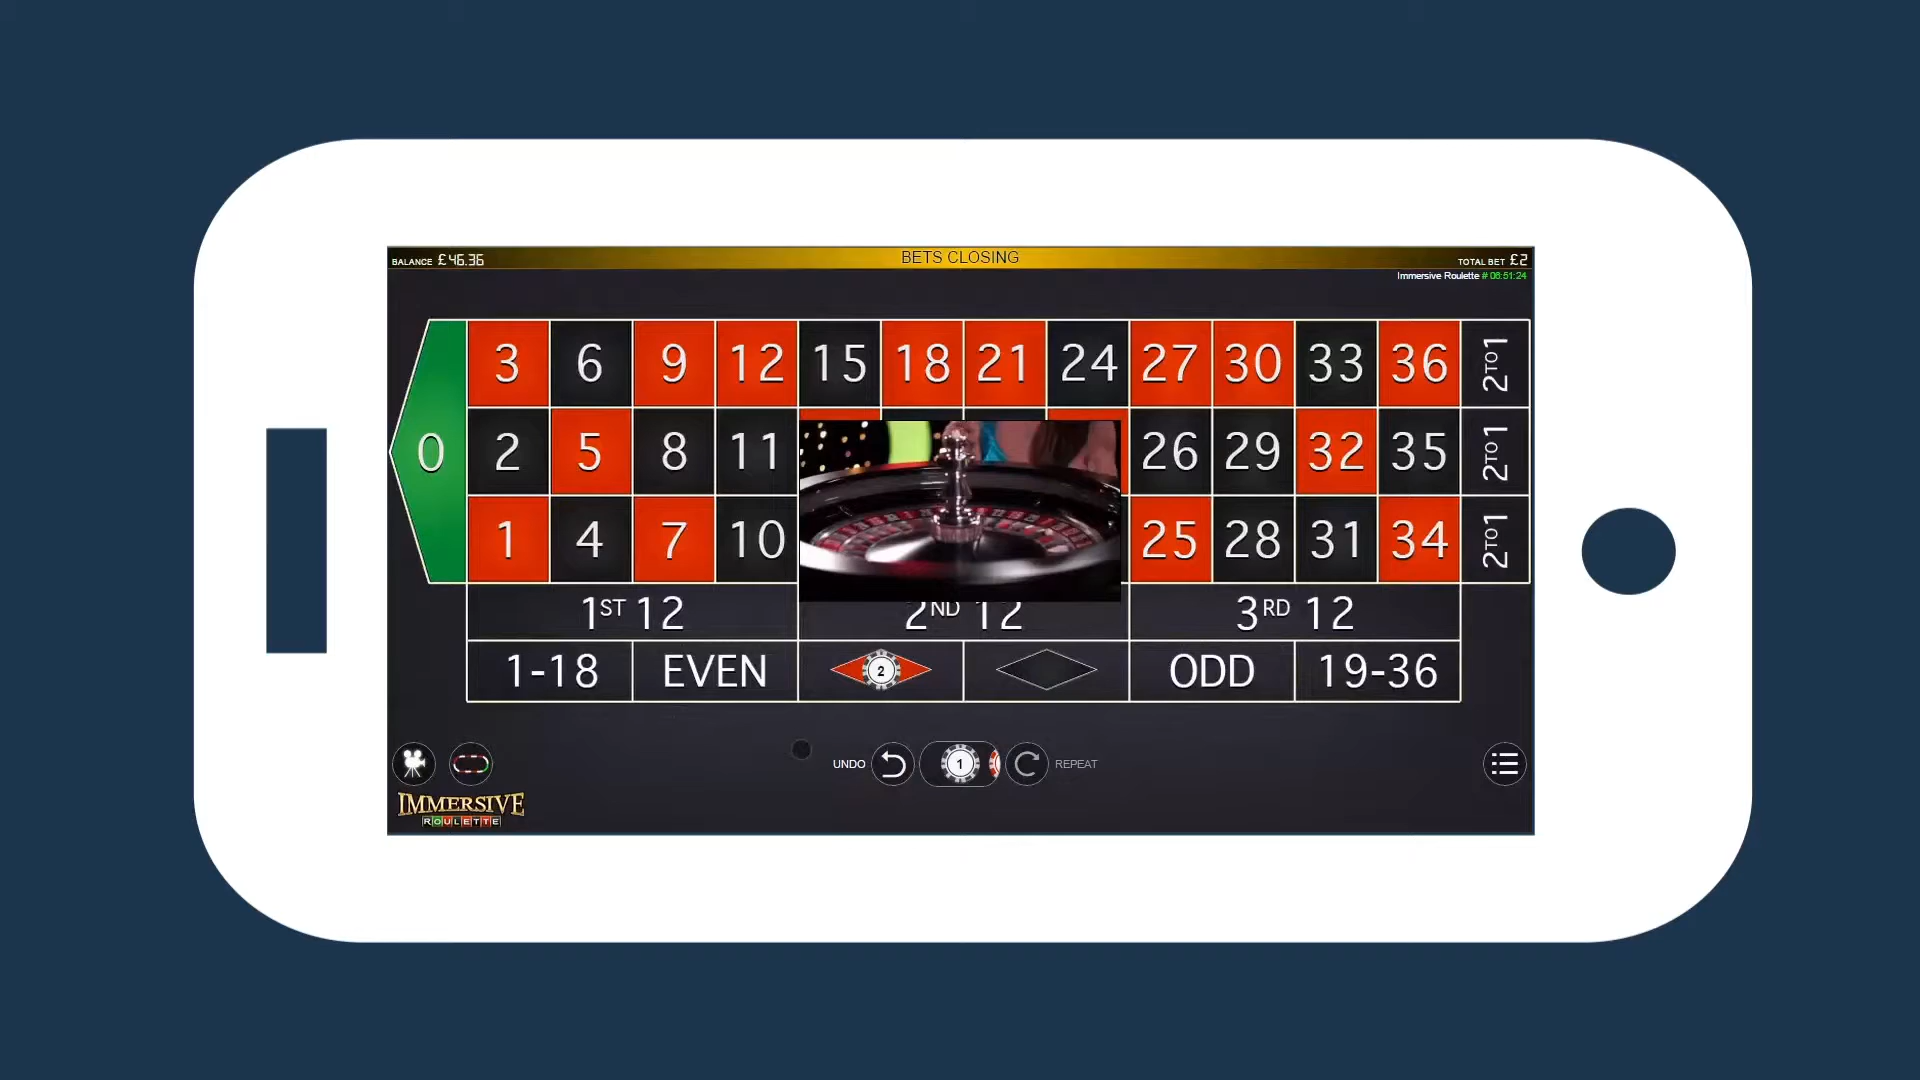 BALANCE £46.36
BETS CLOSING
TOTAL BET £2
Immersive Roulette # 06:51:24
3 6 9 12 15 18 21 24 27 30 33 36 2TO1
0 2 5 8 11 26 29 32 35 2TO1
1 4 7 10 25 28 31 34 2TO1
1ST 12 2ND 12 3RD 12
1-18 EVEN 2 ODD 19-36
UNDO 1 REPEAT
IMMERSIVE
ROULETTE